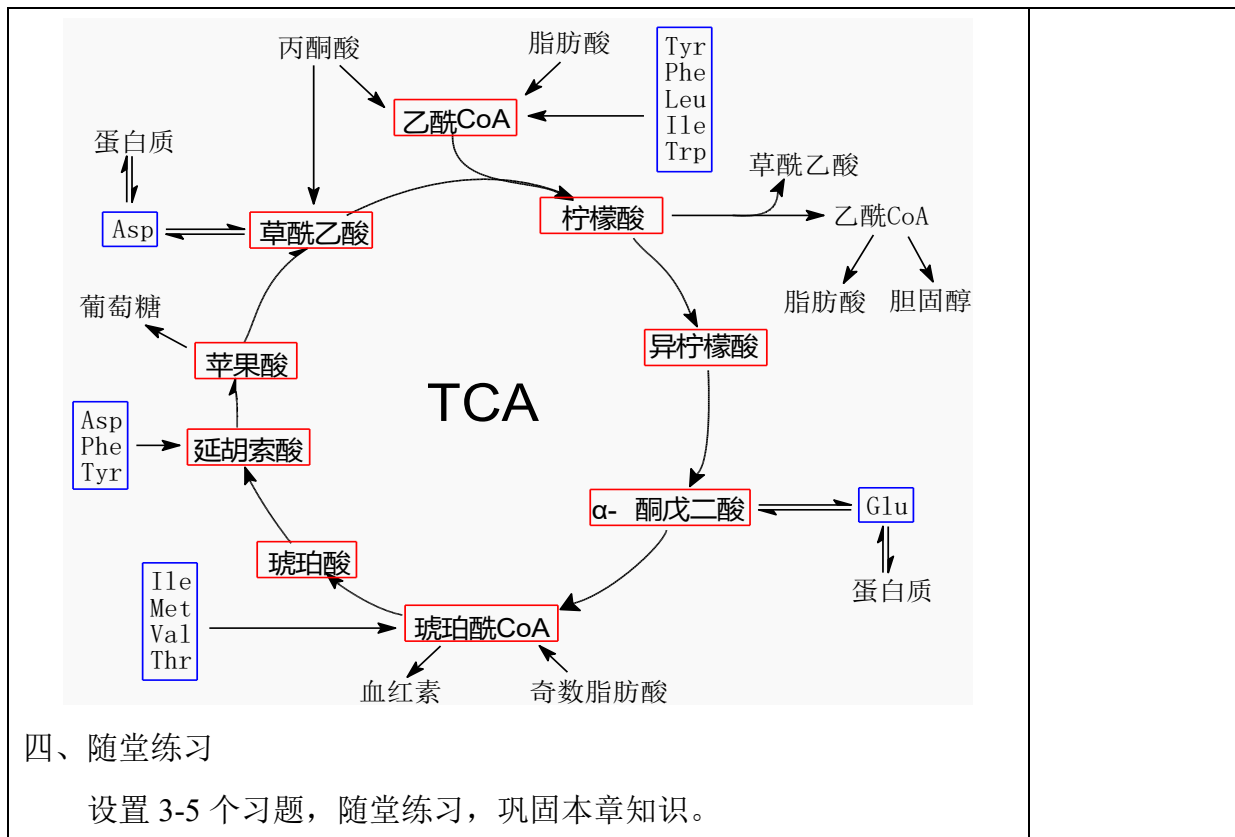 丙酮酸
脂肪酸
Tyr
Phe
Leu
Ile
Trp
乙酰CoA
蛋白质
草酰乙酸
Asp
草酰乙酸
柠檬酸
乙酰CoA
葡萄糖
脂肪酸
胆固醇
苹果酸
异柠檬酸
TCA
Asp
Phe
Tyr
延胡索酸
α- 酮戊二酸
Glu
琥珀酸
蛋白质
Ile
Met
Val
Thr
琥珀酰CoA
血红素
奇数脂肪酸
四、随堂练习
设置 3-5 个习题，随堂练习，巩固本章知识。